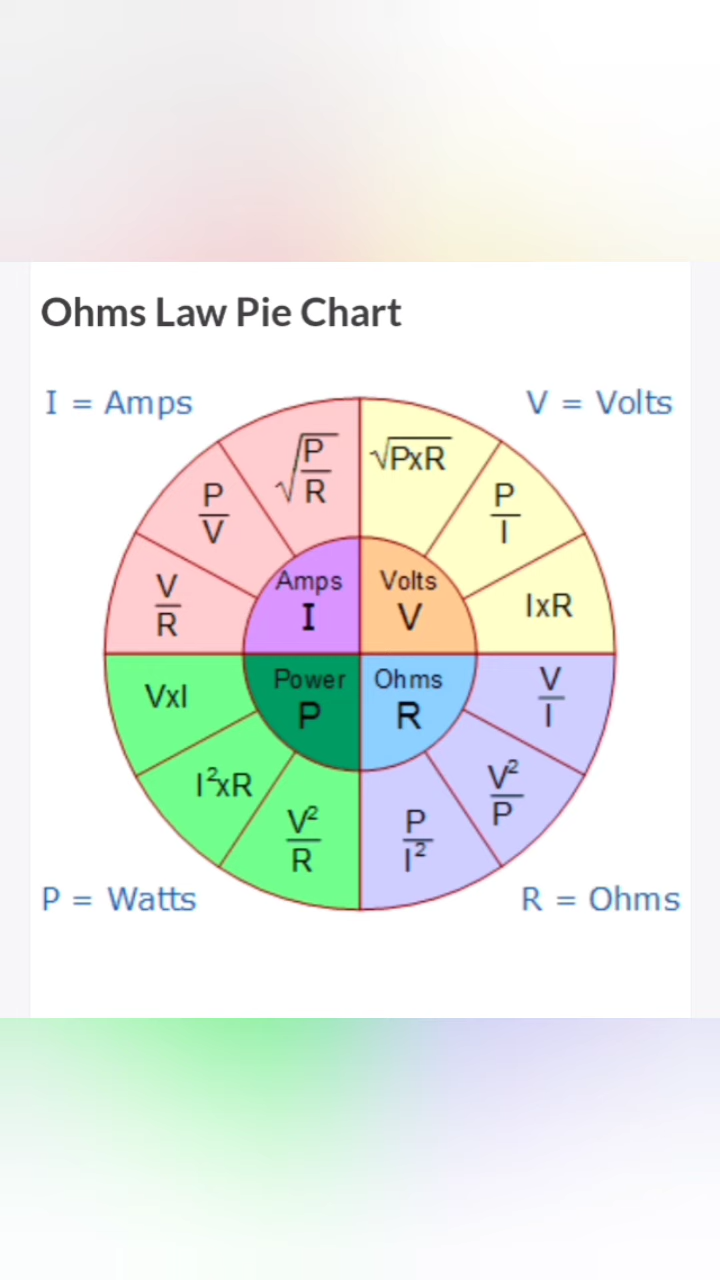 Ohms Law Pie Chart
I = Amps
V = Volts
√(P/R)
√PxR
P/V
P/I
V/R
IxR
Amps
I
Volts
V
Power
P
Ohms
R
VxI
V/I
I²xR
V²/P
V²/R
P/I²
P = Watts
R = Ohms